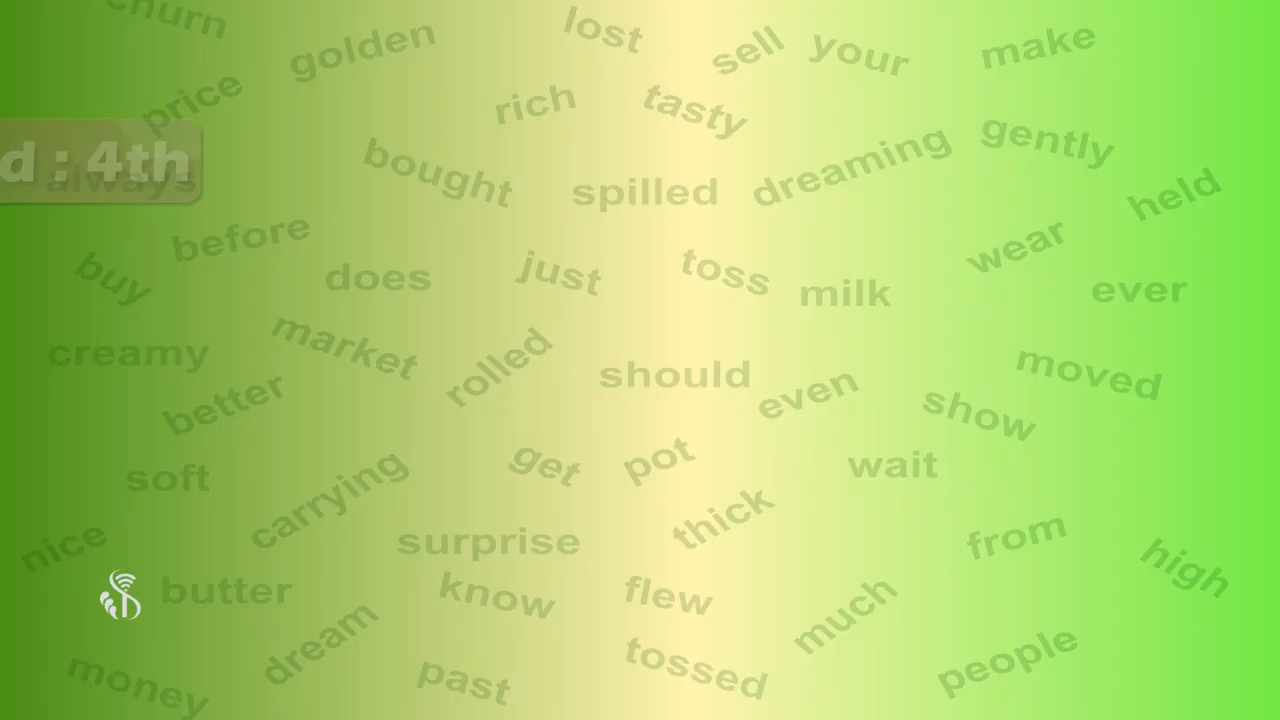 churn
golden
lost
sell
your
make
price
rich
tasty
d : 4th
always
bought
spilled
dreaming
gently
held
before
buy
does
just
toss
milk
wear
ever
creamy
market
rolled
should
even
moved
better
show
soft
carrying
get
pot
wait
thick
nice
surprise
from
high
butter
know
flew
much
dream
money
past
tossed
people